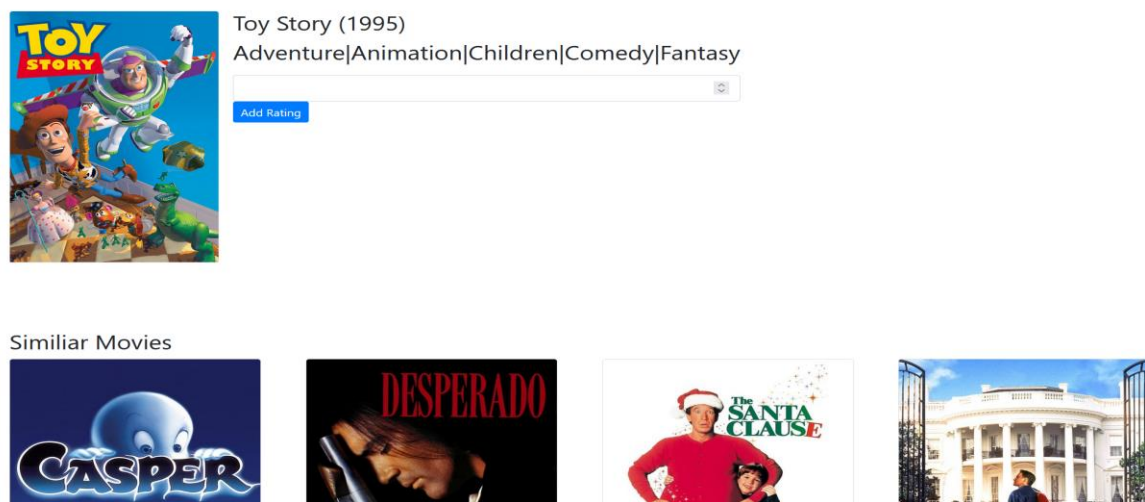 TOY
STORY
Toy Story (1995)
Adventure|Animation|Children|Comedy|Fantasy
Add Rating
Similiar Movies
CASPER
DESPERADO
The
SANTA
CLAUSE